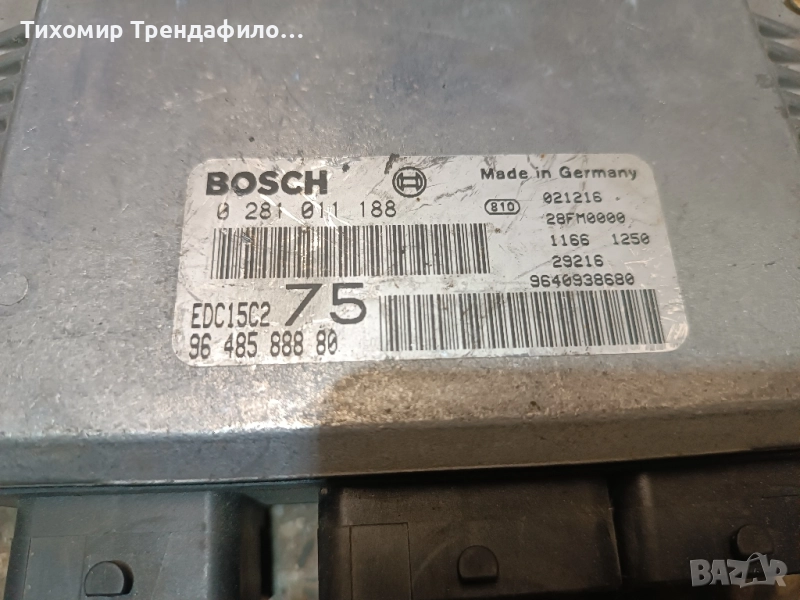 Тихомир Трендафило...
BOSCH
Made in Germany
0 281 011 188
810
021216
28FM0000
1166 1250
29216
9640938680
EDC15C2
75
96 485 888 80
BAZAR